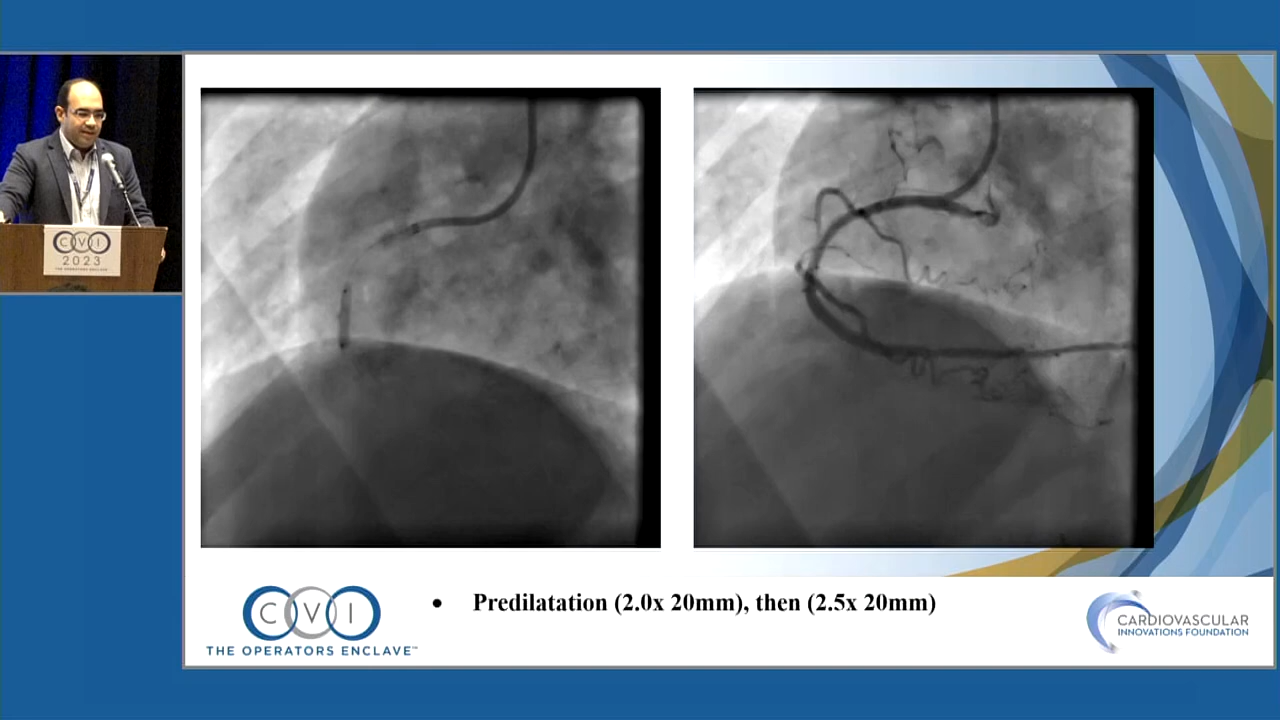 CVI
2023
THE OPERATORS ENCLAVE
CVI
THE OPERATORS ENCLAVE™
• Predilatation (2.0x 20mm), then (2.5x 20mm)
CARDIOVASCULAR
INNOVATIONS FOUNDATION